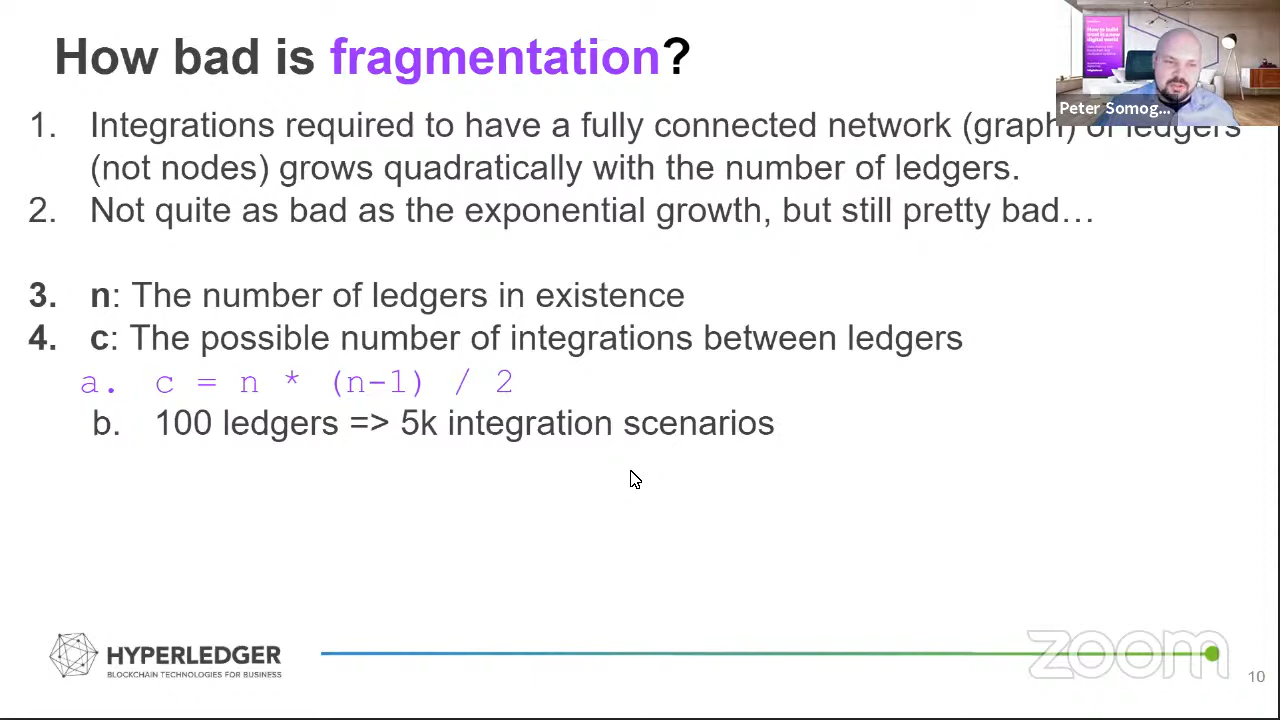 How bad is fragmentation?
1. Integrations required to have a fully connected network (graph) of ledgers
(not nodes) grows quadratically with the number of ledgers.
2. Not quite as bad as the exponential growth, but still pretty bad…
3. n: The number of ledgers in existence
4. c: The possible number of integrations between ledgers
a. c = n * (n-1) / 2
b. 100 ledgers => 5k integration scenarios
Peter Somog...
HYPERLEDGER
BLOCKCHAIN TECHNOLOGIES FOR BUSINESS
zoom
10